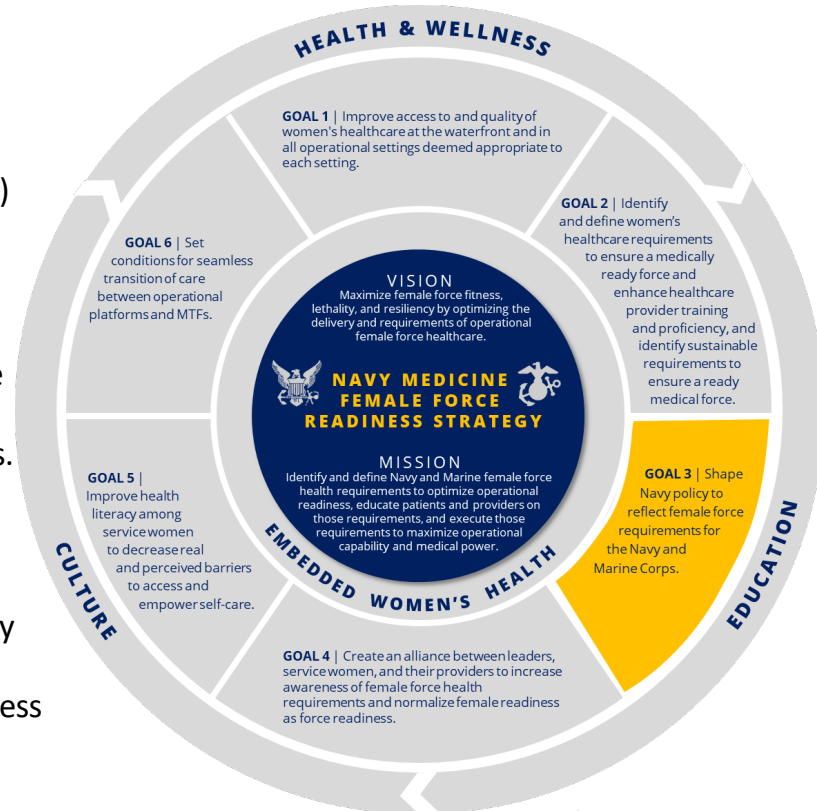 HEALTH & WELLNESS
GOAL 1 | Improve access to and quality of
women's healthcare at the waterfront and in
all operational settings deemed appropriate to
each setting.
)
GOAL 2 | Identify
and define women’s
healthcare requirements
to ensure a medically
ready force and
enhance healthcare
provider training
and proficiency, and
identify sustainable
requirements to
ensure a ready
medical force.
GOAL 6 | Set
conditions for seamless
transition of care
between operational
platforms and MTFs.
VISION
Maximize female force fitness,
lethality, and resiliency by optimizing the
delivery and requirements of operational
female force healthcare.
NAVY MEDICINE
FEMALE FORCE
READINESS STRATEGY
MISSION
Identify and define Navy and Marine female force
health requirements to optimize operational
readiness, educate patients and providers on
those requirements, and execute those
requirements to maximize operational
capability and medical power.
e
s.
GOAL 3 | Shape
Navy policy to
reflect female force
requirements for
the Navy and
Marine Corps.
GOAL 5 |
Improve health
literacy among
service women
to decrease real
and perceived barriers
to access and
empower self-care.
EMBEDDED WOMEN’S HEALTH
CULTURE
EDUCATION
y
ess
GOAL 4 | Create an alliance between leaders,
service women, and their providers to increase
awareness of female force health
requirements and normalize female readiness
as force readiness.